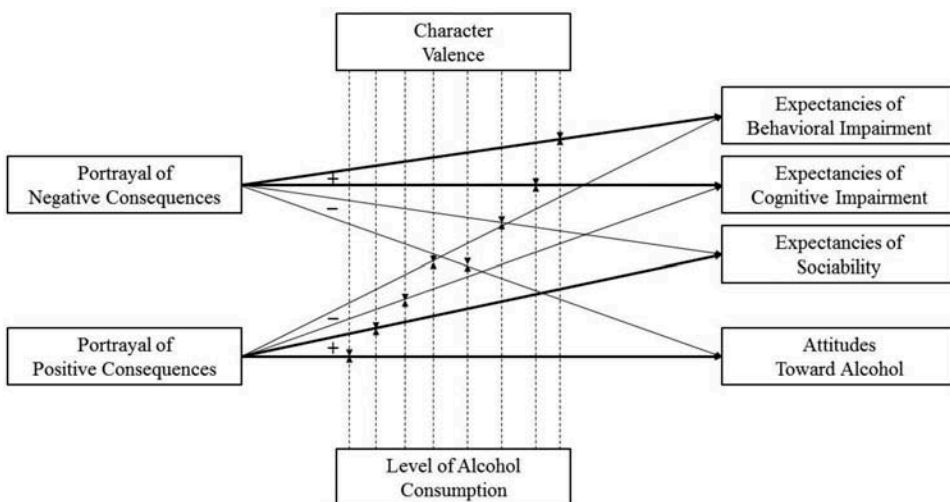 Character
Valence
Expectancies of
Behavioral Impairment
Portrayal of
Negative Consequences
+
Expectancies of
Cognitive Impairment
–
Expectancies of
Sociability
–
Portrayal of
Positive Consequences
+
Attitudes
Toward Alcohol
Level of Alcohol
Consumption